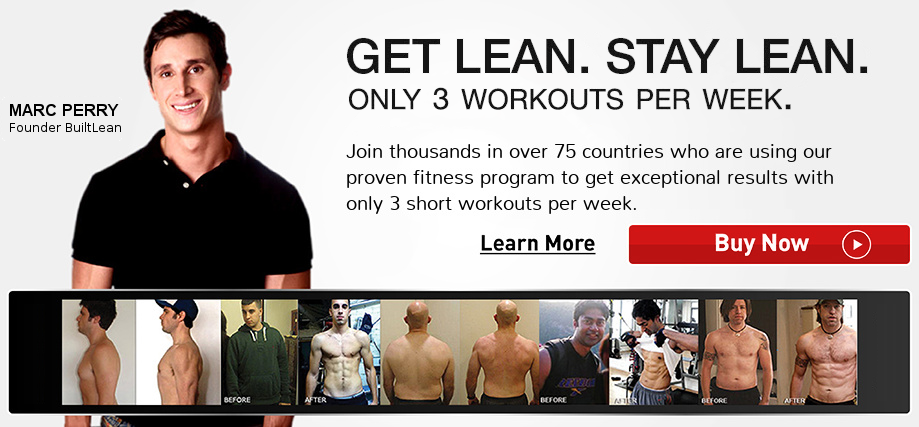 MARC PERRY
Founder BuiltLean
GET LEAN. STAY LEAN.
ONLY 3 WORKOUTS PER WEEK.
Join thousands in over 75 countries who are using our
proven fitness program to get exceptional results with
only 3 short workouts per week.
Learn More
Buy Now
BEFORE
AFTER
BEFORE
AFTER
BEFORE
AFTER